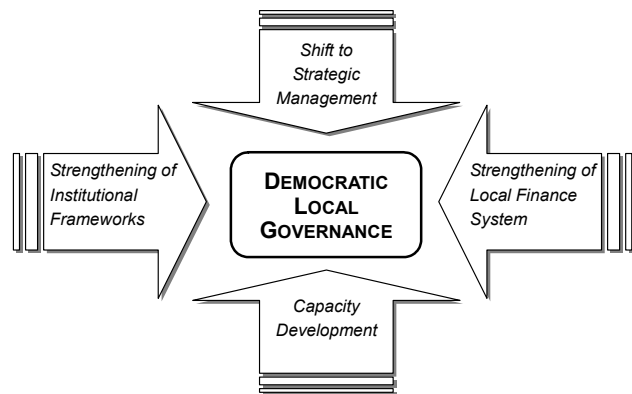 Shift to
Strategic
Management
Strengthening of
Institutional
Frameworks
DEMOCRATIC
LOCAL
GOVERNANCE
Strengthening of
Local Finance
System
Capacity
Development